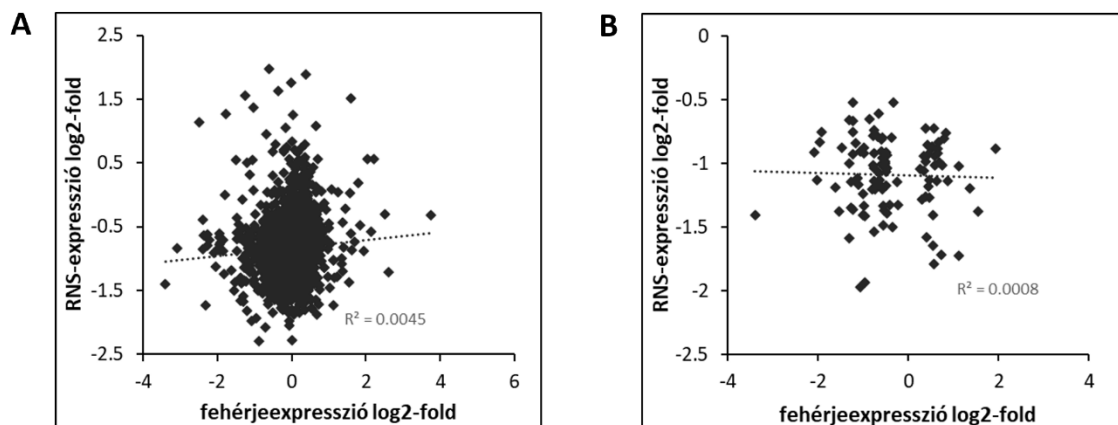 A
RNS-expresszió log2-fold
2.5
1.5
0.5
-0.5
-1.5
-2.5
R² = 0.0045
-4
-2
0
2
4
6
fehérjeexpresszió log2-fold
B
RNS-expresszió log2-fold
0
-0.5
-1
-1.5
-2
-2.5
R² = 0.0008
-4
-2
0
2
4
fehérjeexpresszió log2-fold